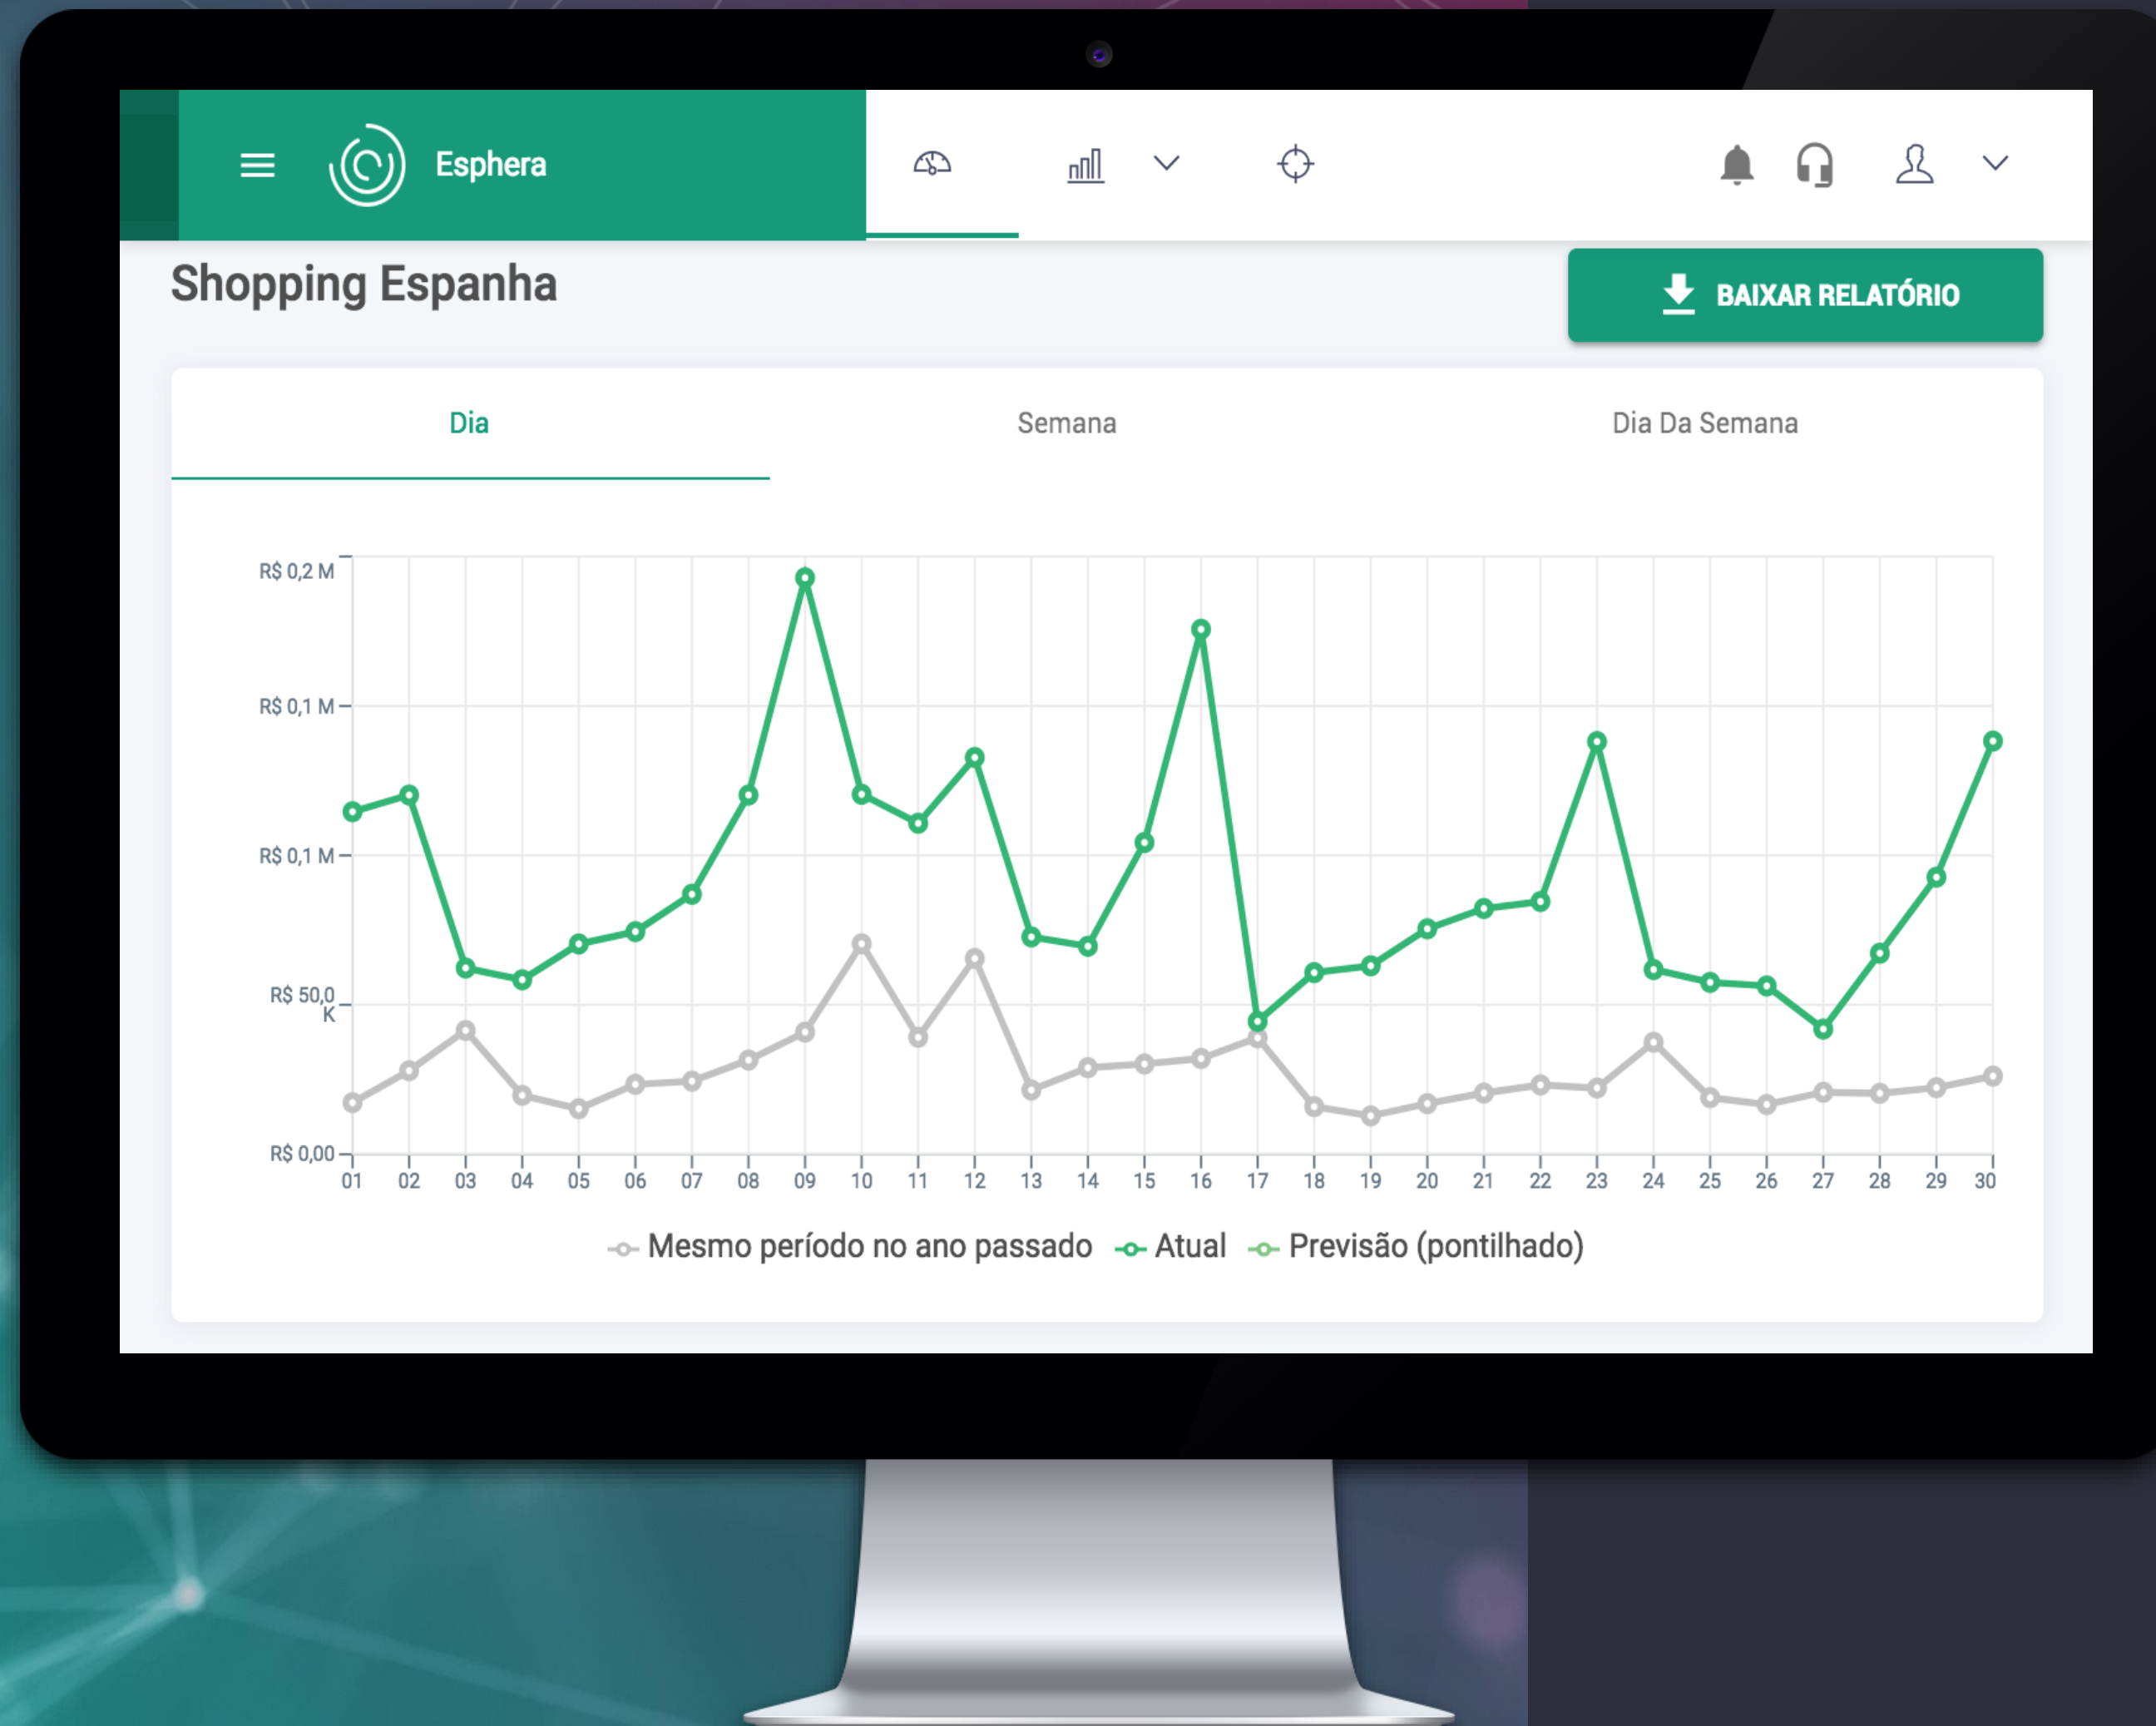 Esphera
Shopping Espanha
BAIXAR RELATÓRIO
Dia Semana Dia Da Semana
R$ 0,2 M
R$ 0,1 M
R$ 0,1 M
R$ 50,0
K
R$ 0,00
01 02 03 04 05 06 07 08 09 10 11 12 13 14 15 16 17 18 19 20 21 22 23 24 25 26 27 28 29 30
Mesmo período no ano passado Atual Previsão (pontilhado)